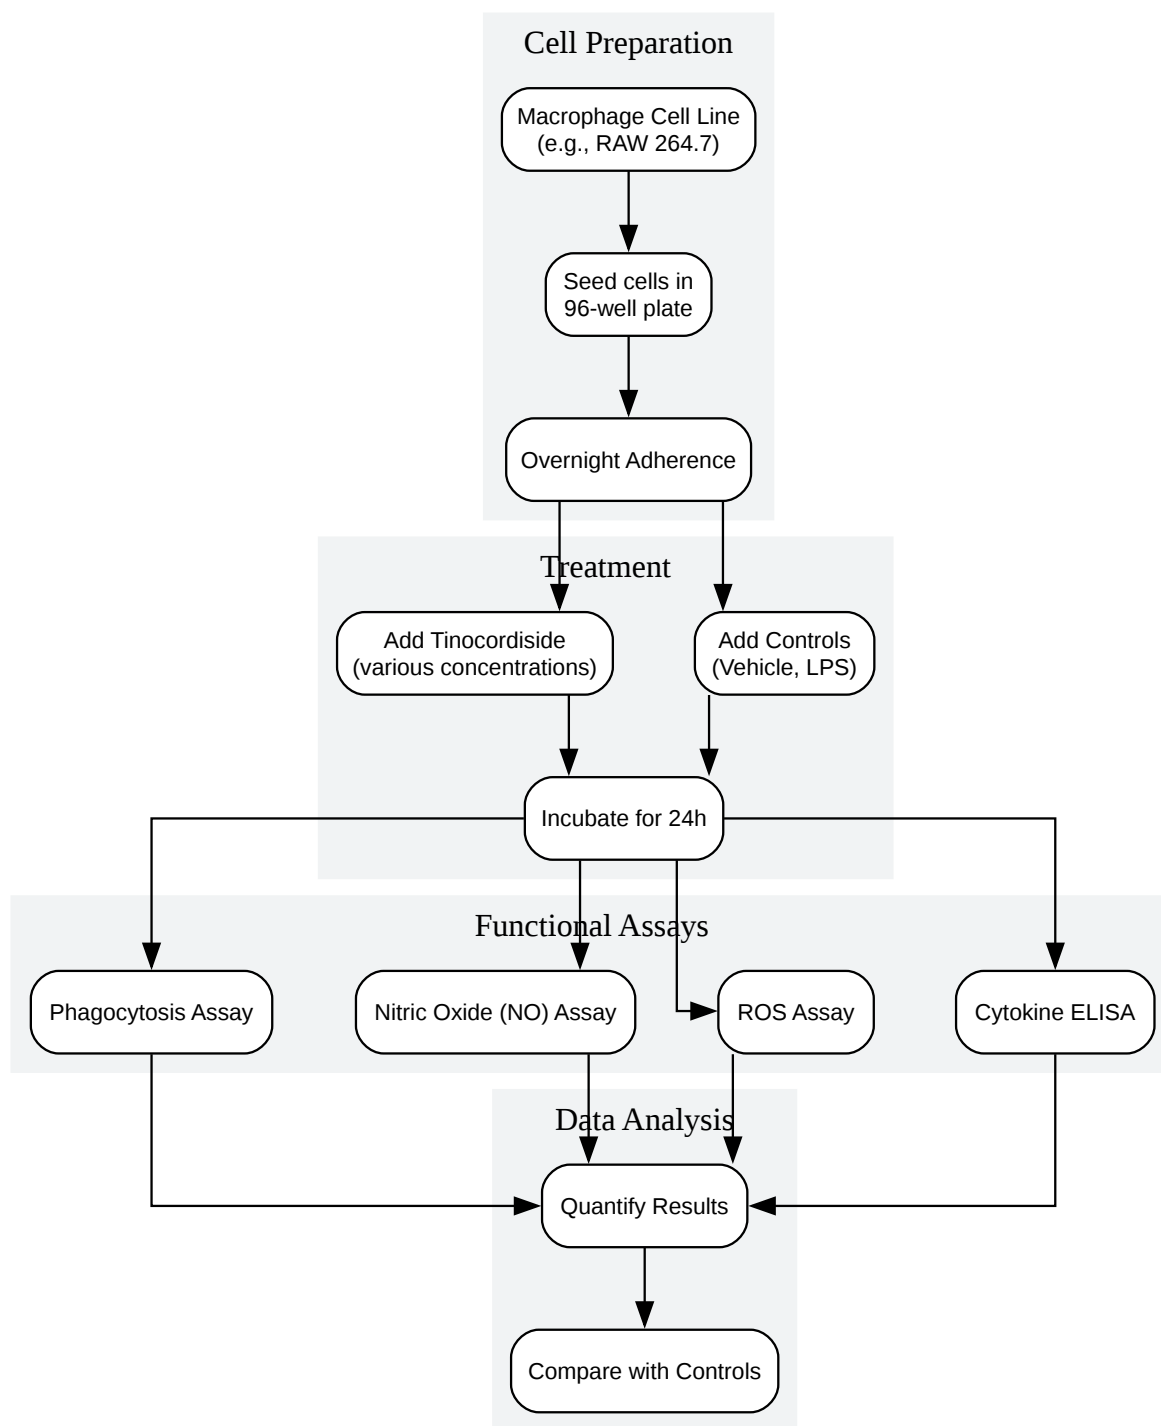 Cell Preparation
Macrophage Cell Line
(e.g., RAW 264.7)
Seed cells in
96-well plate
Overnight Adherence
Treatment
Add Tinocordiside
(various concentrations)
Add Controls
(Vehicle, LPS)
Incubate for 24h
Functional Assays
Phagocytosis Assay
Nitric Oxide (NO) Assay
ROS Assay
Cytokine ELISA
Data Analysis
Quantify Results
Compare with Controls